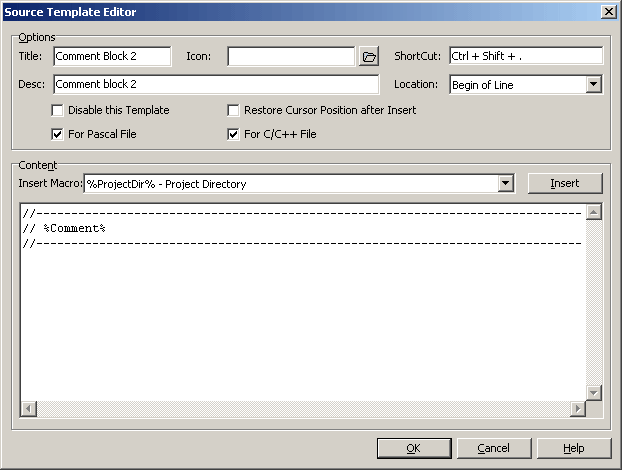 Source Template Editor
Options
Title: Comment Block 2 Icon: ShortCut: Ctrl + Shift + .
Desc: Comment block 2 Location: Begin of Line
Disable this Template Restore Cursor Position after Insert
For Pascal File For C/C++ File
Content
Insert Macro: %ProjectDir% - Project Directory Insert
//------------------------------------------------------------------------------
// %Comment%
//------------------------------------------------------------------------------
OK Cancel Help